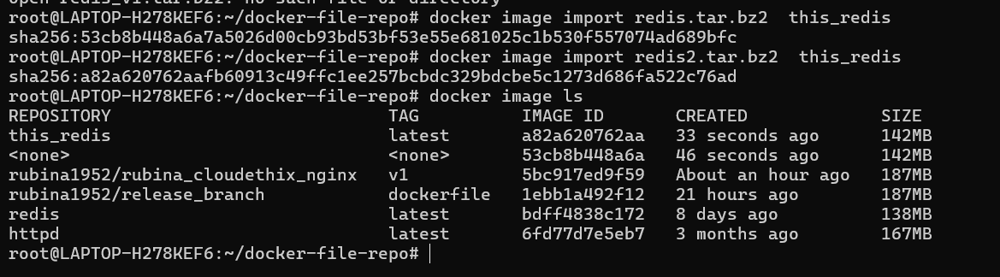 open redis_v1.tar.bz2: no such file or directory
root@LAPTOP-H278KEF6:~/docker-file-repo# docker image import redis.tar.bz2  this_redis
sha256:53cb8b448a6a7a5026d00cb93bd53bf53e55e681025c1b530f557074ad689bfc
root@LAPTOP-H278KEF6:~/docker-file-repo# docker image import redis2.tar.bz2  this_redis
sha256:a82a620762aafb60913c49ffc1ee257bcbdc329bdcbe5c1273d686fa522c76ad
root@LAPTOP-H278KEF6:~/docker-file-repo# docker image ls
REPOSITORY                           TAG          IMAGE ID       CREATED             SIZE
this_redis                           latest       a82a620762aa   33 seconds ago      142MB
<none>                               <none>       53cb8b448a6a   46 seconds ago      142MB
rubina1952/rubina_cloudethix_nginx   v1           5bc917ed9f59   About an hour ago   187MB
rubina1952/release_branch            dockerfile   1ebb1a492f12   21 hours ago        187MB
redis                                latest       bdff4838c172   8 days ago          138MB
httpd                                latest       6fd77d7e5eb7   3 months ago        167MB
root@LAPTOP-H278KEF6:~/docker-file-repo#